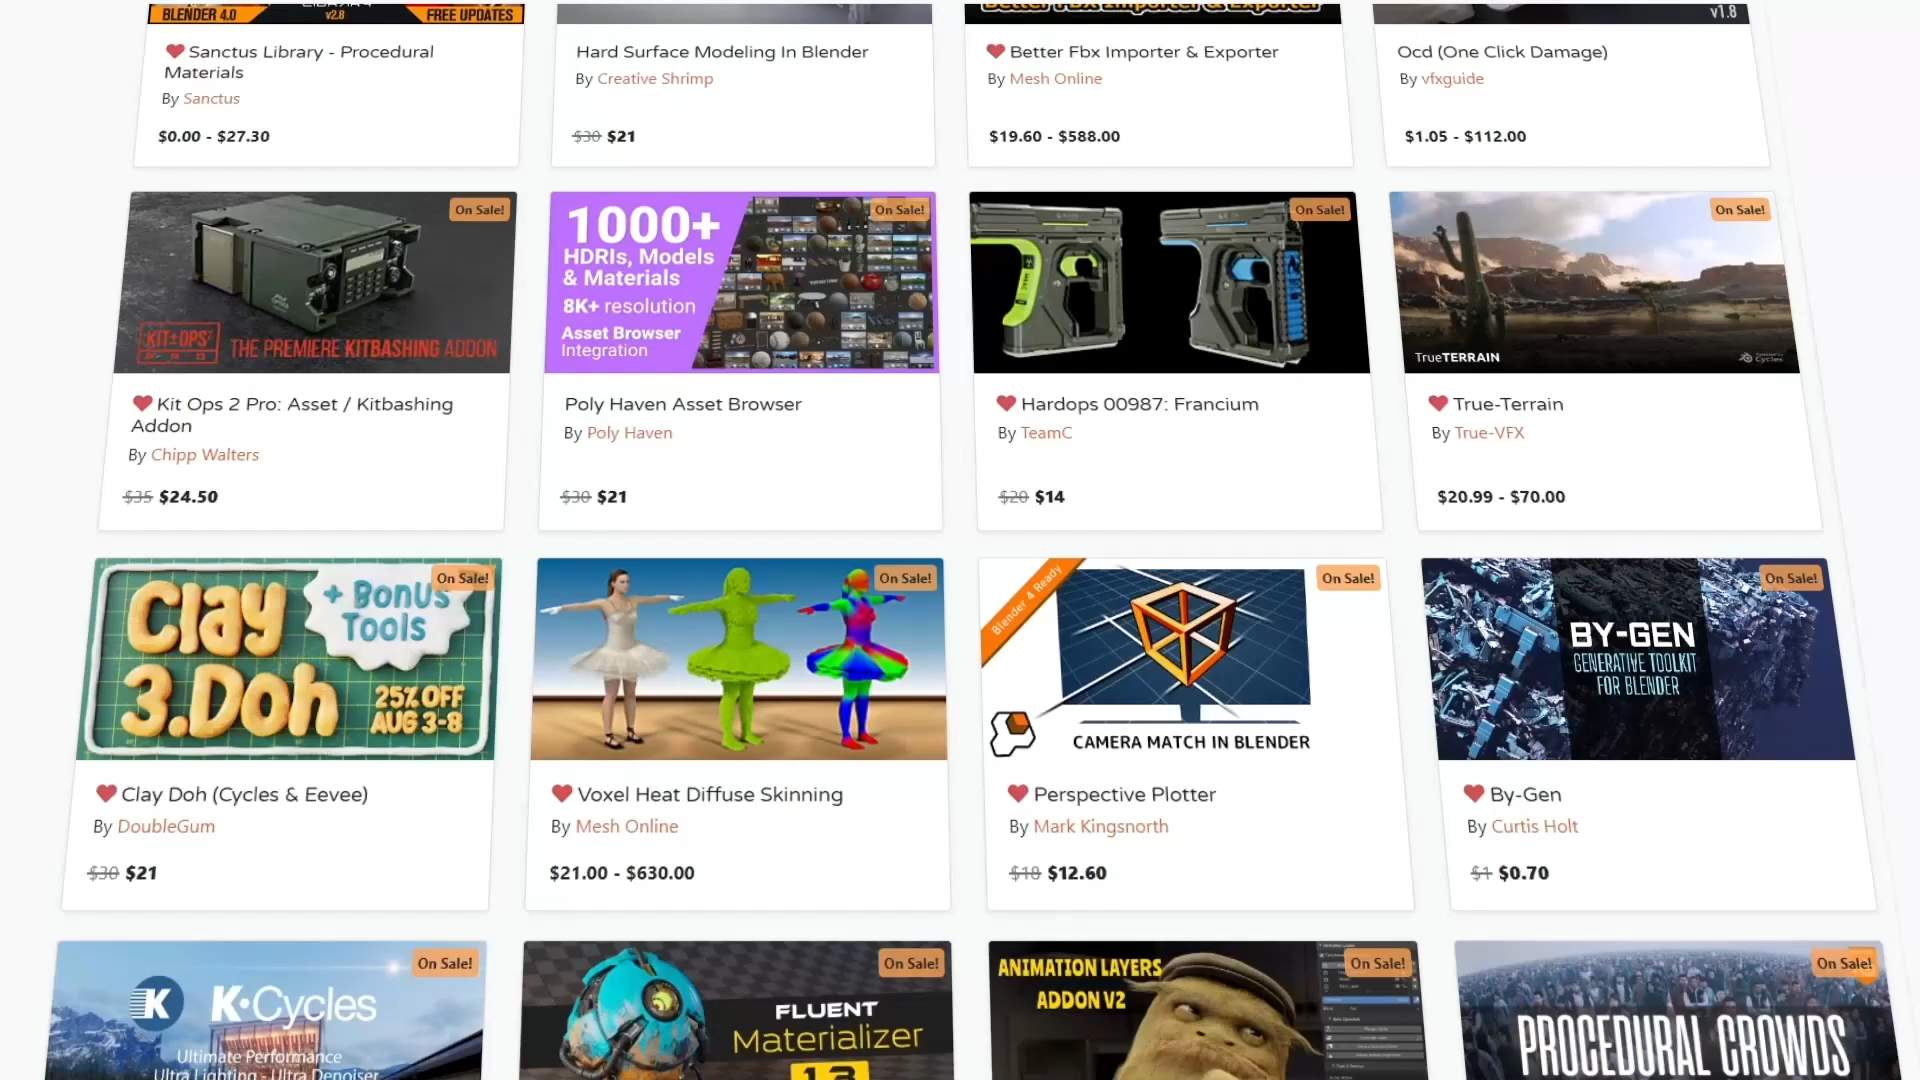 BLENDER 4.0
v2.8
FREE UPDATES
Better Fbx Importer & Exporter
v1.8
Sanctus Library - Procedural
Materials
By Sanctus
$0.00 - $27.30
Hard Surface Modeling In Blender
By Creative Shrimp
$30 $21
Better Fbx Importer & Exporter
By Mesh Online
$19.60 - $588.00
Ocd (One Click Damage)
By vfxguide
$1.05 - $112.00
On Sale!
KIT±OPS
THE PREMIERE KITBASHING ADDON
Kit Ops 2 Pro: Asset / Kitbashing
Addon
By Chipp Walters
$35 $24.50
On Sale!
1000+
HDRIs, Models
& Materials
8K+ resolution
Asset Browser
Integration
Poly Haven Asset Browser
By Poly Haven
$30 $21
On Sale!
Hardops 00987: Francium
By TeamC
$20 $14
On Sale!
TrueTERRAIN
Cycles
True-Terrain
By True-VFX
$20.99 - $70.00
On Sale!
Clay
3.Doh
+ Bonus
Tools
25% OFF
AUG 3-8
Clay Doh (Cycles & Eevee)
By DoubleGum
$30 $21
On Sale!
Voxel Heat Diffuse Skinning
By Mesh Online
$21.00 - $630.00
Blender 4 Ready
On Sale!
CAMERA MATCH IN BLENDER
Perspective Plotter
By Mark Kingsnorth
$18 $12.60
On Sale!
BY-GEN
GENERATIVE TOOLKIT
FOR BLENDER
By-Gen
By Curtis Holt
$1 $0.70
On Sale!
K
K-Cycles
Ultimate Performance
Ultra Lighting - Ultra Denoiser
On Sale!
FLUENT
Materializer
1.3
On Sale!
ANIMATION LAYERS
ADDON V2
On Sale!
PROCEDURAL CROWDS